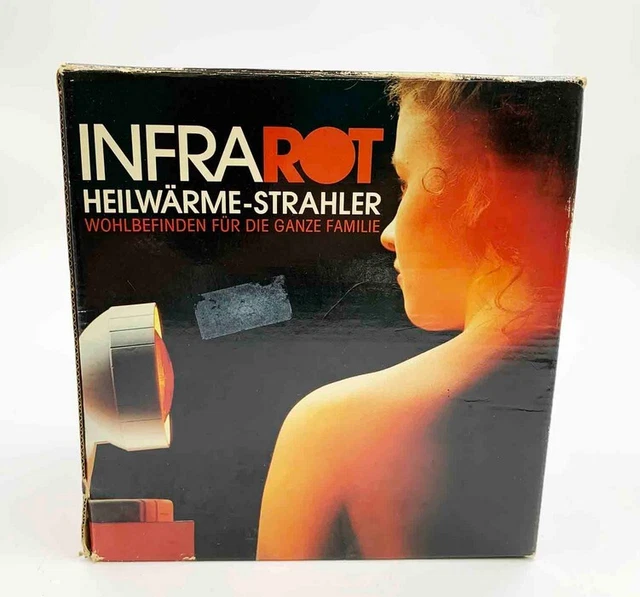 INFRAROT
HEILWÄRME-STRAHLER
WOHLBEFINDEN FÜR DIE GANZE FAMILIE